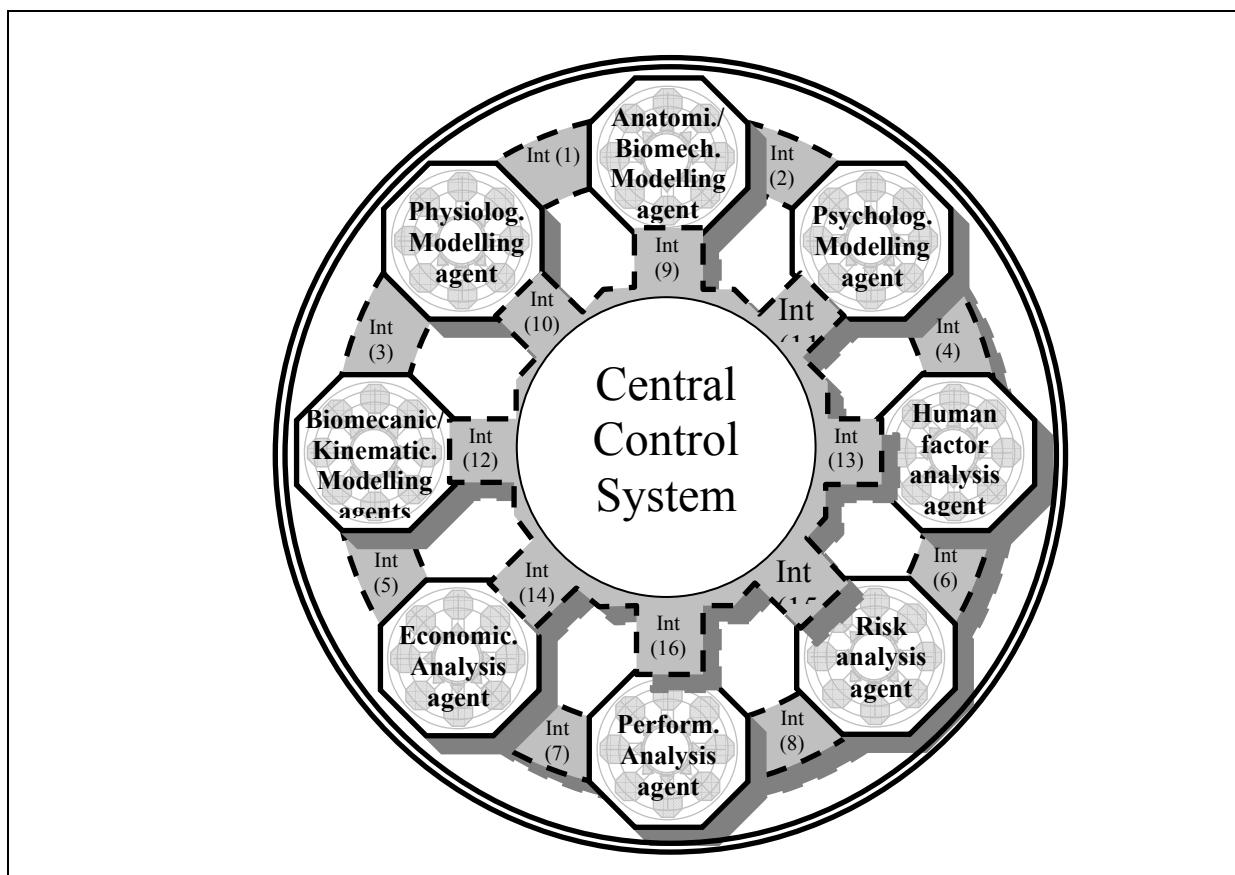 Anatomi./
Biomech.
Modelling
agent
Int (1)
Int
(2)
Physiolog.
Modelling
agent
Psycholog.
Modelling
agent
Int
(9)
Int
(10)
Int
Int
(3)
Int
(4)
Central
Control
System
Biomecanic/
Kinematic.
Modelling
agents
Int
(12)
Int
(13)
Human
factor
analysis
agent
Int
(5)
Int
(14)
Int
Int
(6)
Economic.
Analysis
agent
Int
(16)
Risk
analysis
agent
Int
(7)
Perform.
Analysis
agent
Int
(8)